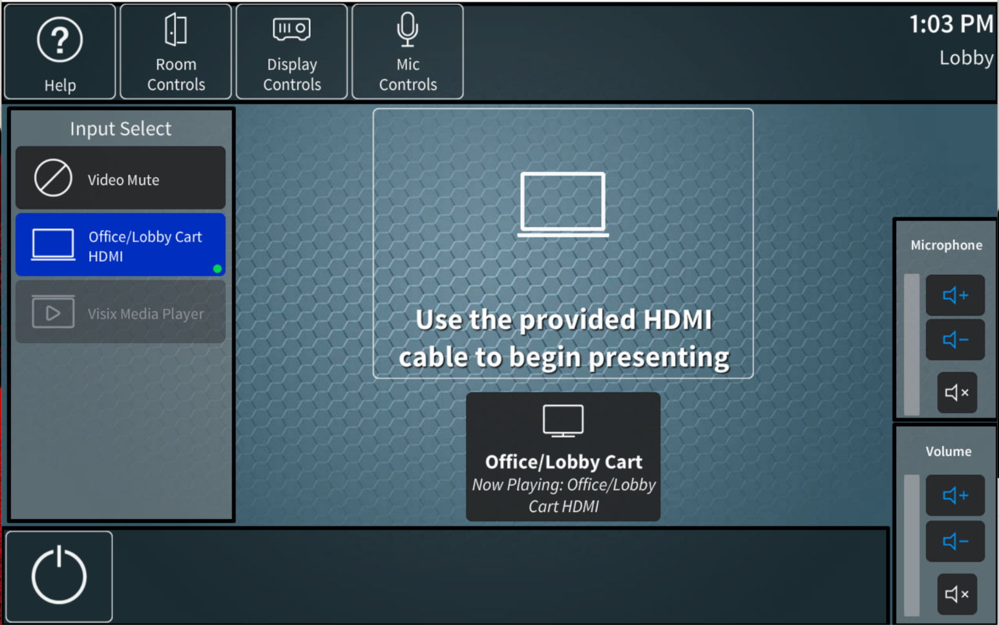 ?
Help
Room
Controls
Display
Controls
Mic
Controls
1:03 PM
Lobby
Input Select
Video Mute
Office/Lobby Cart
HDMI
Visix Media Player
Use the provided HDMI
cable to begin presenting
Office/Lobby Cart
Now Playing: Office/Lobby
Cart HDMI
Microphone
Volume